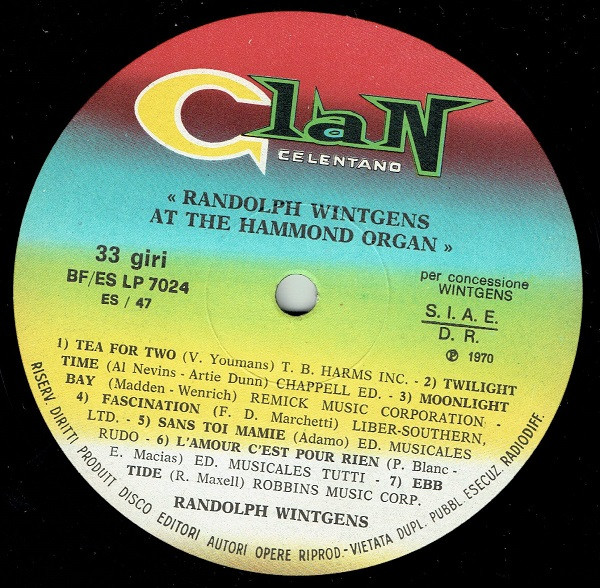 Clan
CELENTANO
« RANDOLPH WINTGENS
AT THE HAMMOND ORGAN »
33 giri
BF/ES LP 7024
ES / 47
per concessione
WINTGENS
S. I. A. E.
D. R.
℗ 1970
1) TEA FOR TWO (V. Youmans) T. B. HARMS INC. - 2) TWILIGHT
TIME (Al Nevins - Artie Dunn) CHAPPELL ED. - 3) MOONLIGHT
BAY (Madden - Wenrich) REMICK MUSIC CORPORATION -
4) FASCINATION (F. D. Marchetti) LIBER-SOUTHERN,
LTD. - 5) SANS TOI MAMIE (Adamo) ED. MUSICALES
RUDO - 6) L'AMOUR C'EST POUR RIEN (P. Blanc -
E. Macias) ED. MUSICALES TUTTI - 7) EBB
TIDE (R. Maxell) ROBBINS MUSIC CORP.
RANDOLPH WINTGENS
RISERV. DIRITTI PRODUTT. DISCO EDITORI AUTORI OPERE RIPROD.-VIETATA DUPL. PUBBL. ESECUZ. RADIODIFF.